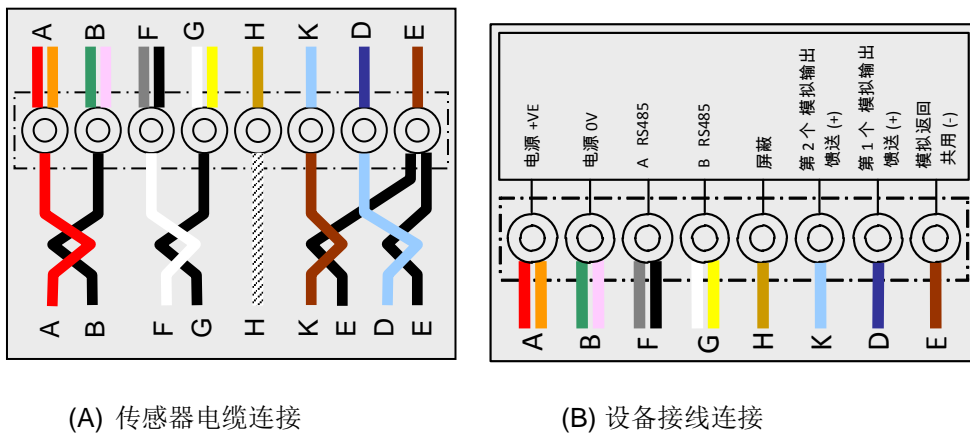 A B F G H K D E
A B F G H K E D E
(A) 传感器电缆连接
电源 +VE
电源 0V
A RS485
B RS485
屏蔽
第 2 个 模拟输出
馈送 (+)
第 1 个 模拟输出
馈送 (+)
模拟返回
共用 (-)
A B F G H K D E
(B) 设备接线连接